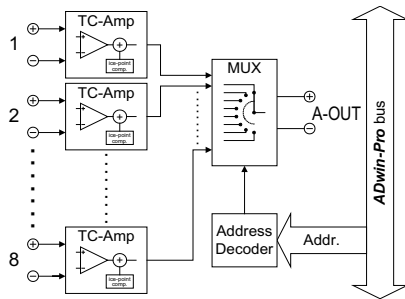 TC-Amp
1
ice-point
comp.
TC-Amp
2
ice-point
comp.
TC-Amp
8
ice-point
comp.
MUX
A-OUT
Address
Decoder
Addr.
ADwin-Pro bus